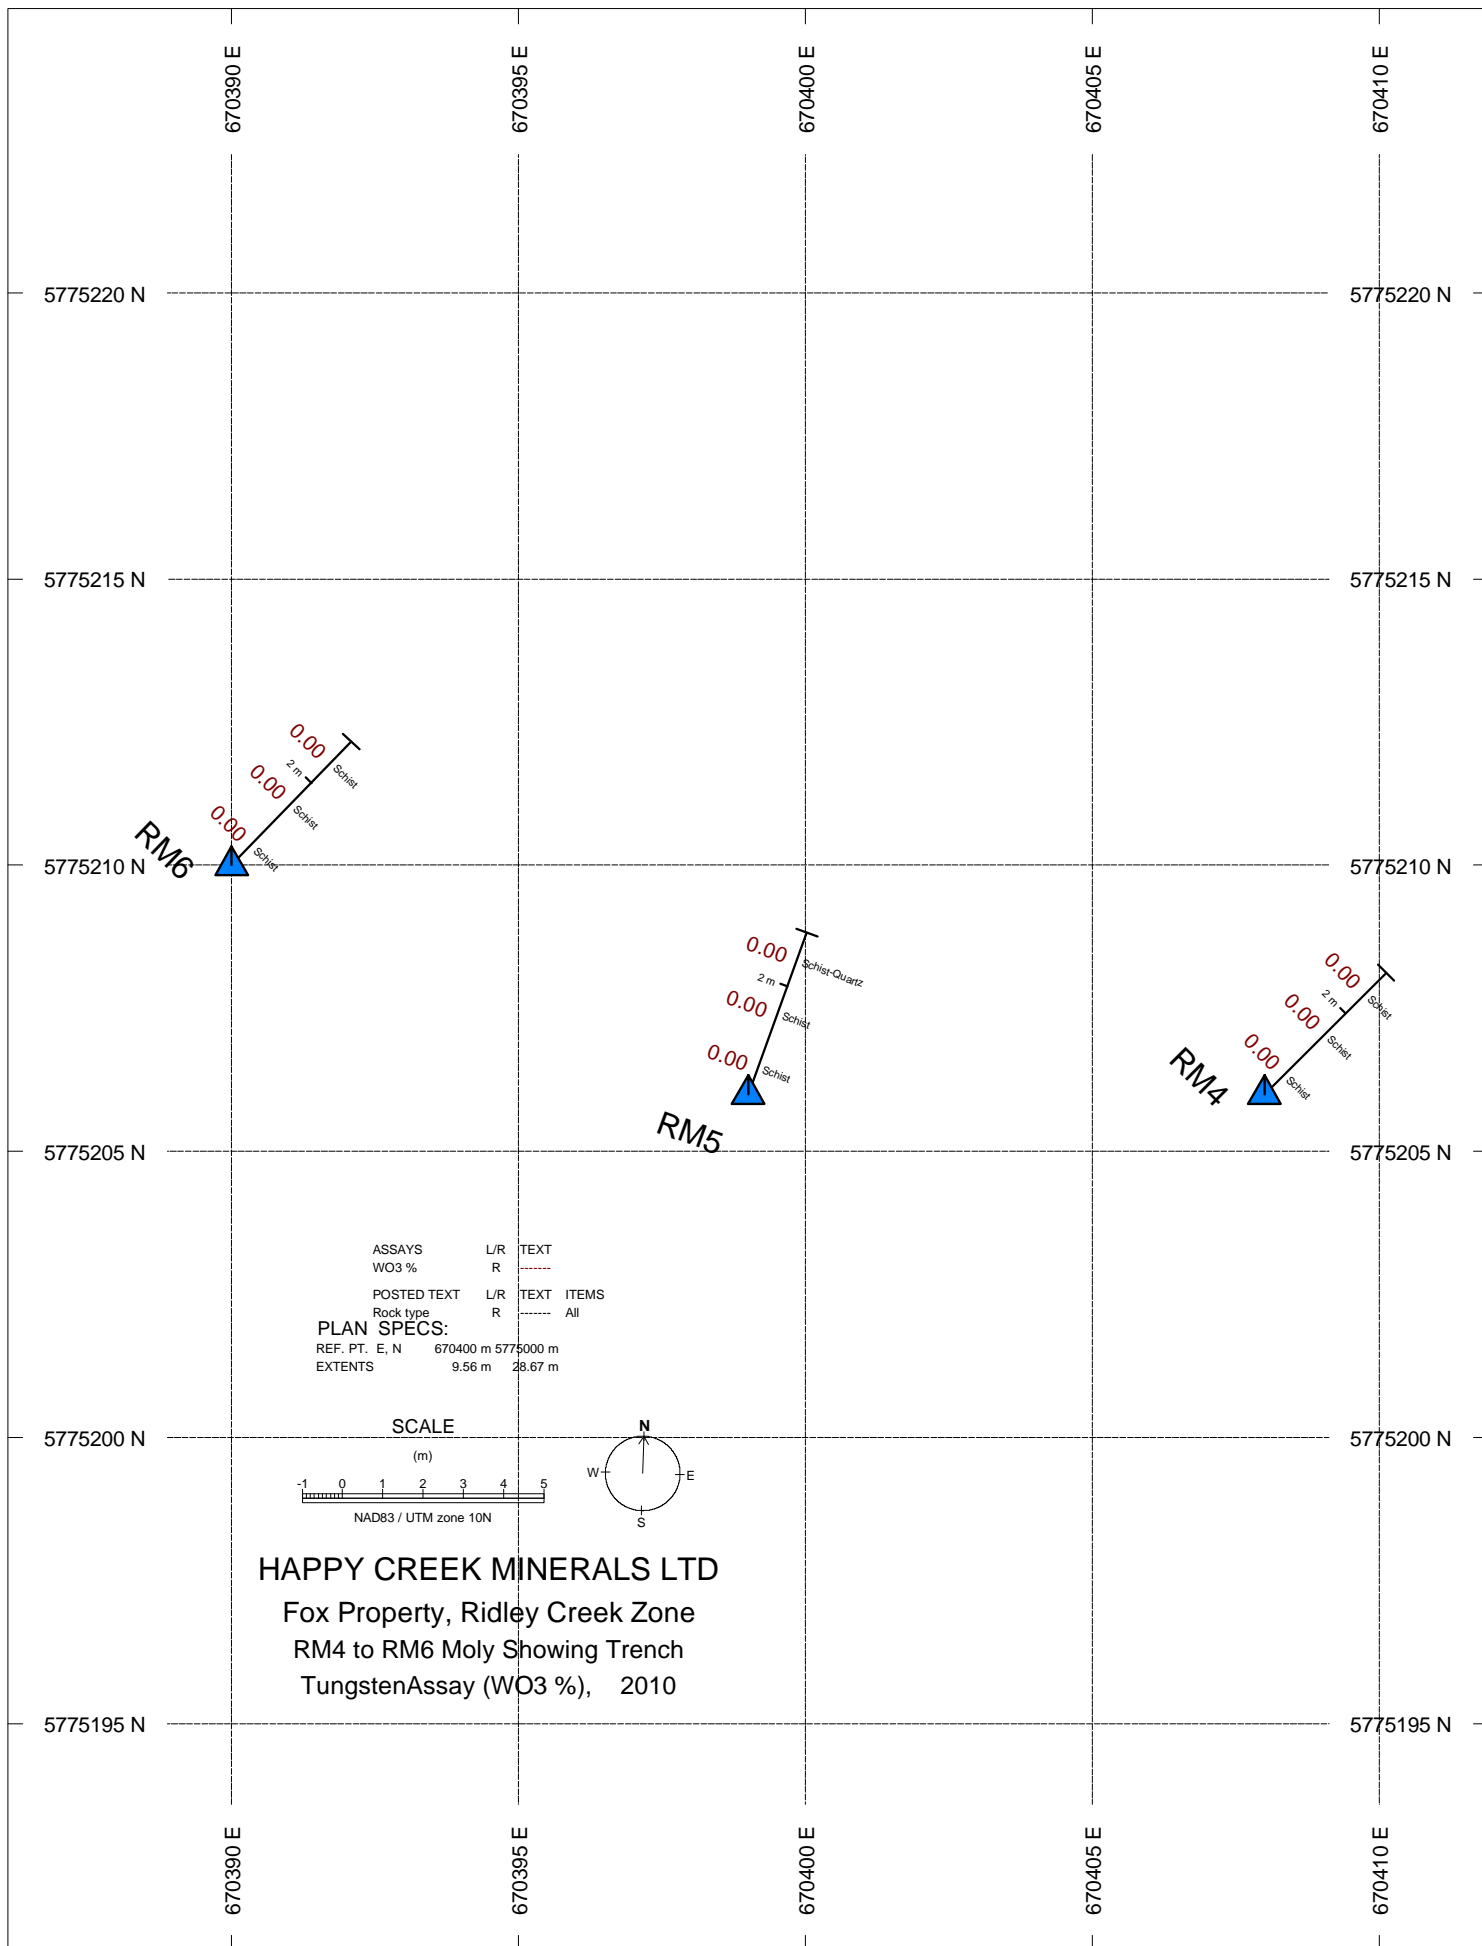 670390 E 670395 E 670400 E 670405 E 670410 E
5775220 N 5775220 N
5775215 N 5775215 N
0.00
2 m
Schist
0.00
Schist
0.00
Schist
RM6
5775210 N 5775210 N
0.00
Schist-Quartz
2 m
0.00
Schist
0.00
Schist
RM5
0.00
2 m
Schist
0.00
Schist
0.00
Schist
RM4
5775205 N 5775205 N
ASSAYS L/R TEXT
WO3 % R -------
POSTED TEXT L/R TEXT ITEMS
Rock type R ------- All
PLAN SPECS:
REF. PT. E, N 670400 m 5775000 m
EXTENTS 9.56 m 28.67 m
SCALE
(m)
-1 0 1 2 3 4 5
NAD83 / UTM zone 10N
N
W E
S
5775200 N 5775200 N
HAPPY CREEK MINERALS LTD
Fox Property, Ridley Creek Zone
RM4 to RM6 Moly Showing Trench
TungstenAssay (WO3 %), 2010
5775195 N 5775195 N
670390 E 670395 E 670400 E 670405 E 670410 E